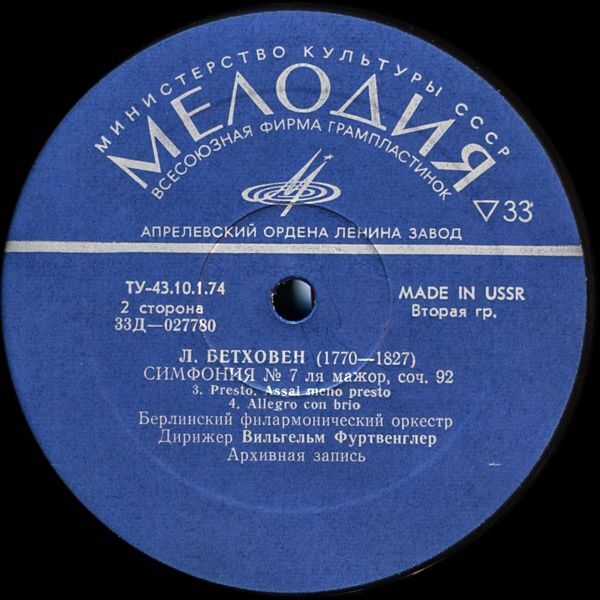 МИНИСТЕРСТВО КУЛЬТУРЫ СССР
МЕЛОДИЯ
ВСЕСОЮЗНАЯ ФИРМА ГРАМПЛАСТИНОК
▽33
АПРЕЛЕВСКИЙ ОРДЕНА ЛЕНИНА ЗАВОД
ТУ-43.10.1.74
MADE IN USSR
2 сторона
Вторая гр.
33Д—027780
Л. БЕТХОВЕН (1770—1827)
СИМФОНИЯ № 7 ля мажор, соч. 92
3. Presto. Assai meno presto
4. Allegro con brio
Берлинский филармонический оркестр
Дирижер Вильгельм Фуртвенглер
Архивная запись